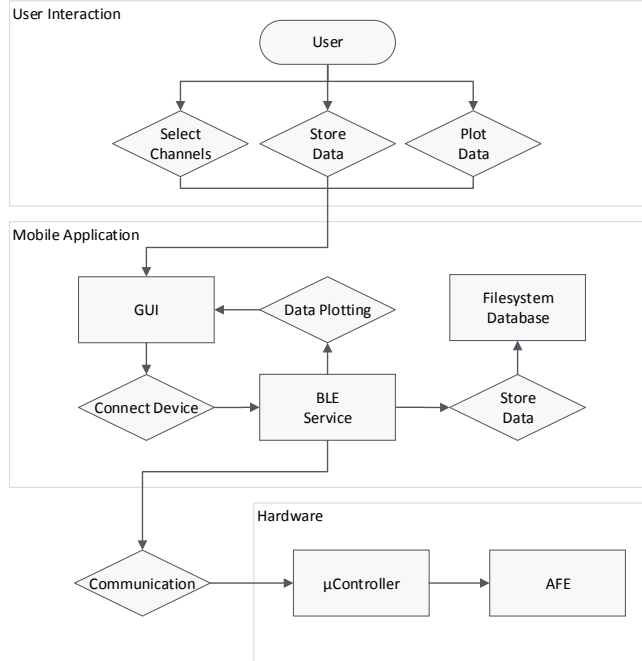 User Interaction
User
Select
Channels
Store
Data
Plot
Data
Mobile Application
GUI
Data Plotting
Filesystem
Database
Connect Device
BLE
Service
Store
Data
Hardware
Communication
µController
AFE